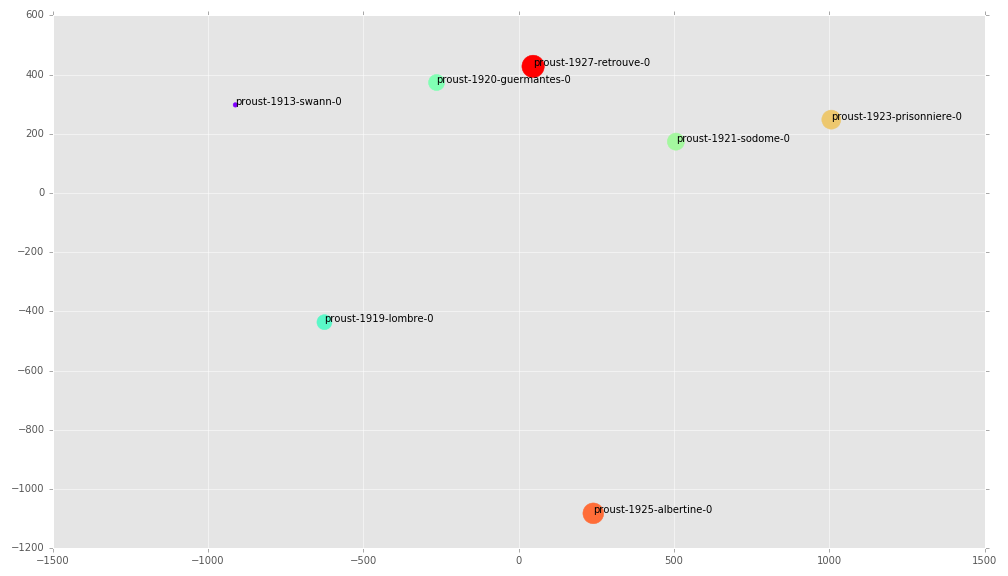 600
400
200
0
−200
−400
−600
−800
−1000
−1200
proust-1927-retrouve-0
proust-1920-guermantes-0
proust-1913-swann-0
proust-1923-prisonniere-0
proust-1921-sodome-0
proust-1919-lombre-0
proust-1925-albertine-0
−1500
−1000
−500
0
500
1000
1500